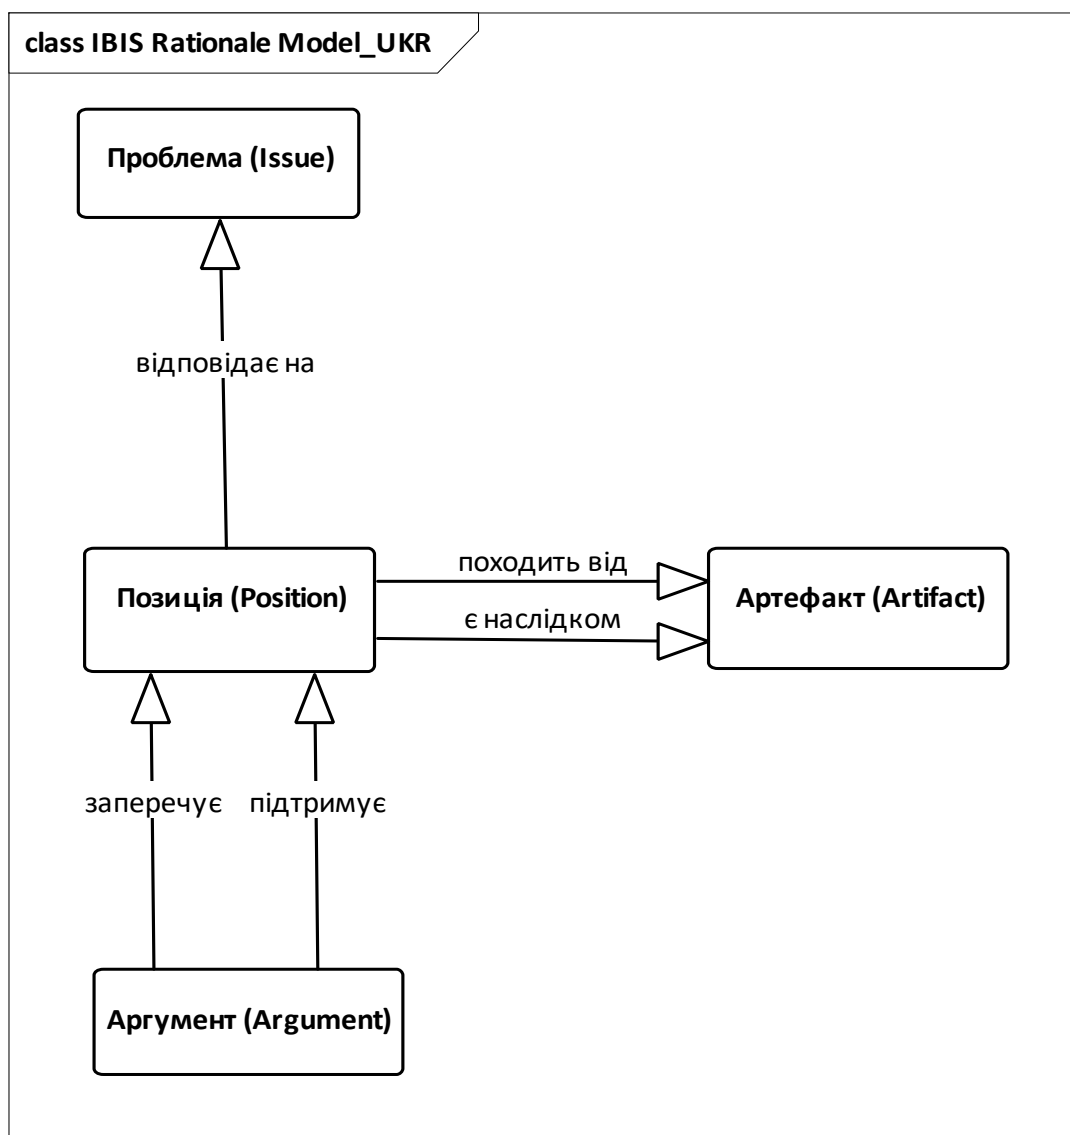 class IBIS Rationale Model_UKR
Проблема (Issue)
відповідає на
походить від
Позиція (Position)
Артефакт (Artifact)
є наслідком
заперечує
підтримує
Аргумент (Argument)